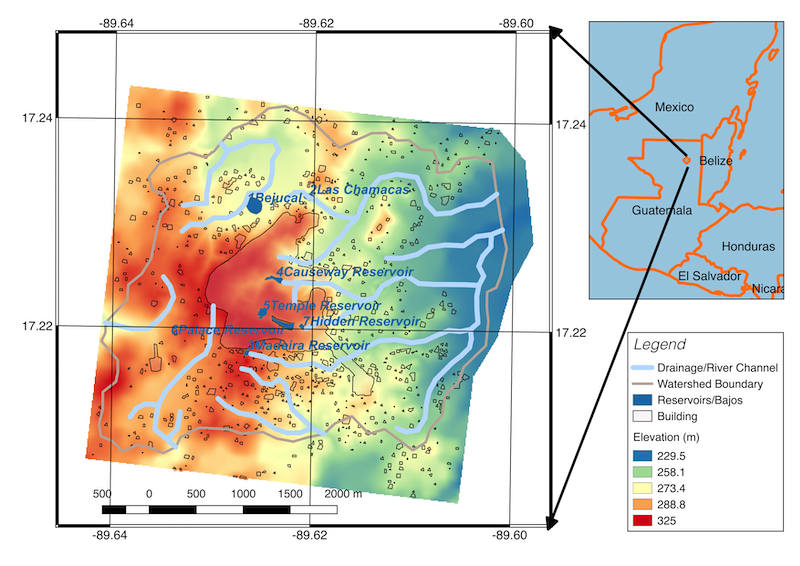 -89.64
-89.62
-89.60
17.24
17.24
Mexico
Belize
Guatemala
Honduras
El Salvador
Nicara
2Las Chamacas
1Bejucal
4Causeway Reservoir
5Temple Reservoir
7Hidden Reservoir
6Palace Reservoir
Madeira Reservoir
17.22
17.22
500 0 500 1000 1500 2000 m
-89.64
-89.62
-89.60
Legend
Drainage/River Channel
Watershed Boundary
Reservoirs/Bajos
Building
Elevation (m)
229.5
258.1
273.4
288.8
325